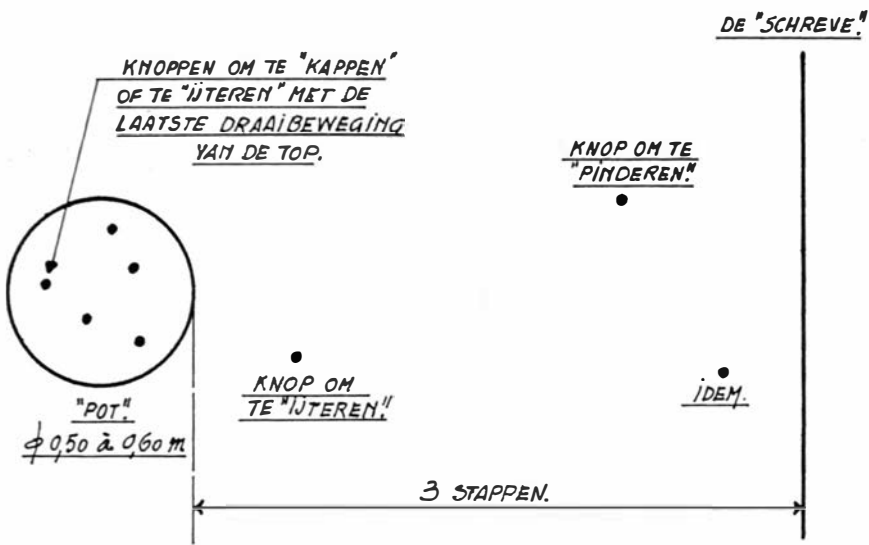 DE "SCHREVE".
KNOPPEN OM TE "KAPPEN"
OF TE "IJTEREN" MET DE
LAATSTE DRAAIBEWEGING
VAN DE TOP.
KNOP OM TE
"PINDEREN".
KNOP OM
TE "IJTEREN".
IDEM.
"POT".
ϕ 0,50 à 0,60 m
3 STAPPEN.